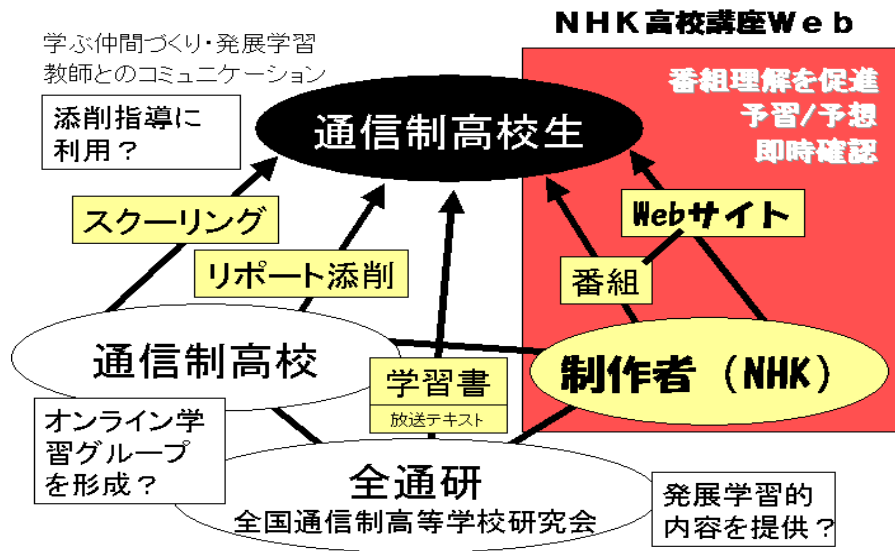 NHK高校講座Web
学ぶ仲間づくり・発展学習
教師とのコミュニケーション
番組理解を促進
予習/予想
即時確認
添削指導に
利用？
通信制高校生
スクーリング
Webサイト
リポート添削
番組
通信制高校
学習書
放送テキスト
制作者（NHK）
オンライン学
習グループ
を形成？
全通研
全国通信制高等学校研究会
発展学習的
内容を提供？